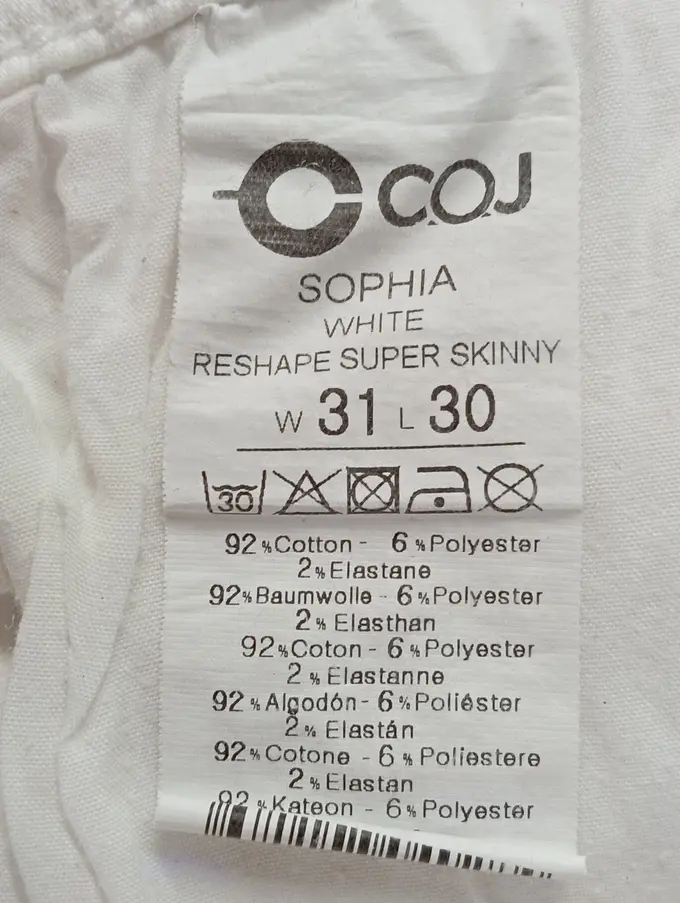 C.O.J
SOPHIA
WHITE
RESHAPE SUPER SKINNY
W 31 L 30
30
92%Cotton - 6%Polyester
2%Elastane
92%Baumwolle - 6%Polyester
2% Elasthan
92%Coton - 6%Polyester
2% Elastanne
92%Algodón - 6%Poliéster
2% Elastán
92%Cotone - 6% Poliestere
2%Elastan
92%Kateon - 6%Polyester